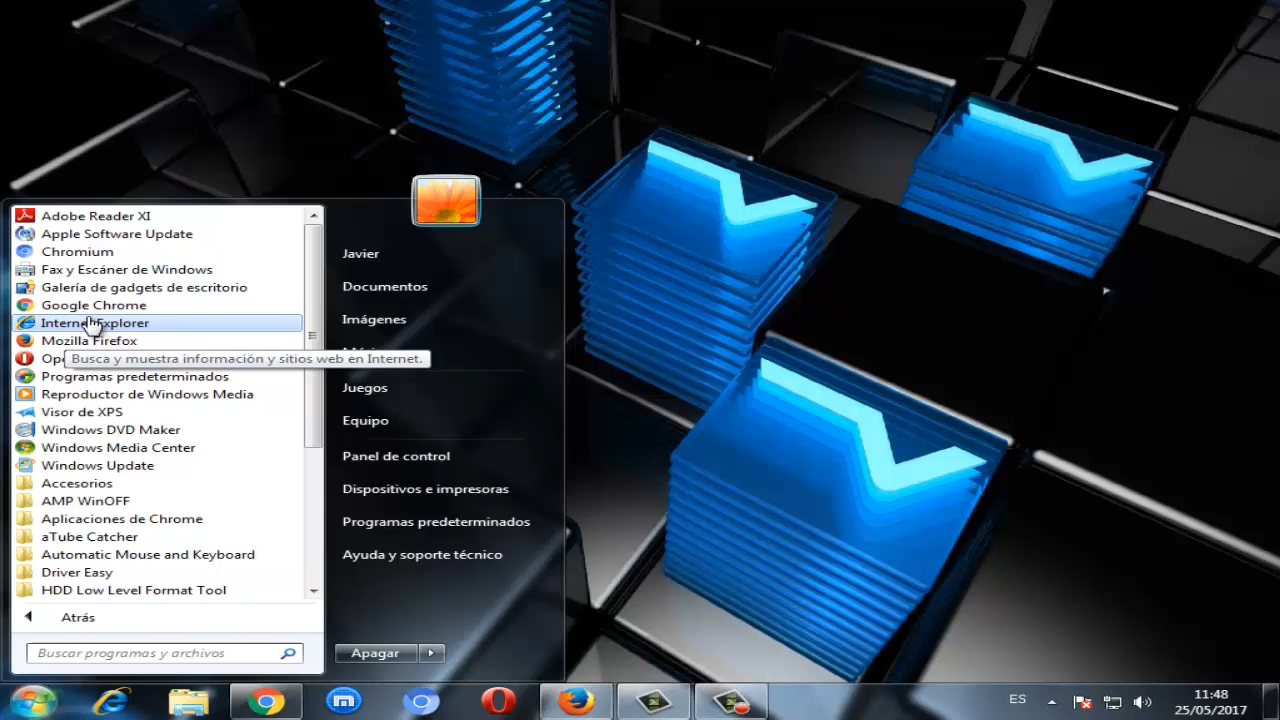 Adobe Reader XI
Apple Software Update
Chromium
Fax y Escáner de Windows
Galería de gadgets de escritorio
Google Chrome
Internet Explorer
Mozilla Firefox
Busca y muestra información y sitios web en Internet.
Programas predeterminados
Reproductor de Windows Media
Visor de XPS
Windows DVD Maker
Windows Media Center
Windows Update
Accesorios
AMP WinOFF
Aplicaciones de Chrome
aTube Catcher
Automatic Mouse and Keyboard
Driver Easy
HDD Low Level Format Tool
Atrás
Buscar programas y archivos
Javier
Documentos
Imágenes
Juegos
Equipo
Panel de control
Dispositivos e impresoras
Programas predeterminados
Ayuda y soporte técnico
Apagar
ES
11:48
25/05/2017